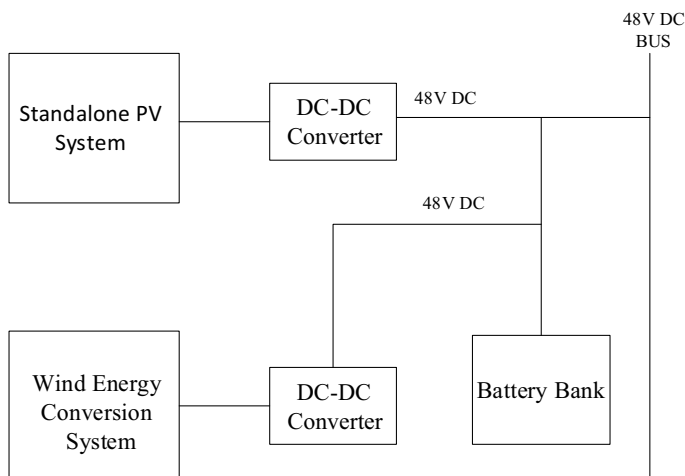 48V DC
BUS
Standalone PV
System
DC-DC
Converter
48V DC
48V DC
Wind Energy
Conversion
System
DC-DC
Converter
Battery Bank